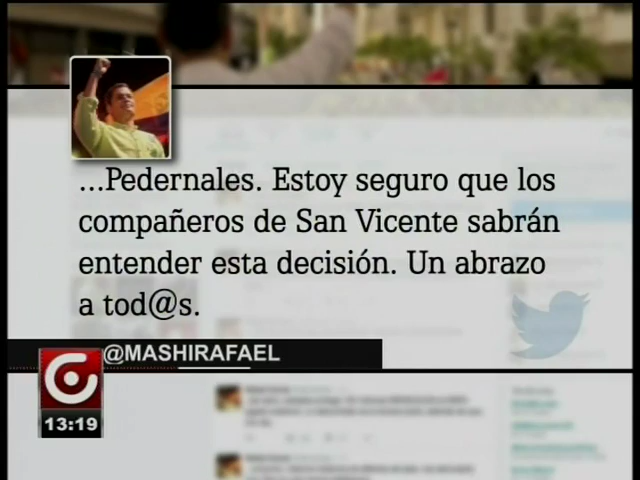 ...Pedernales. Estoy seguro que los
compañeros de San Vicente sabrán
entender esta decisión. Un abrazo
a tod@s.
@MASHIRAFAEL
13:19